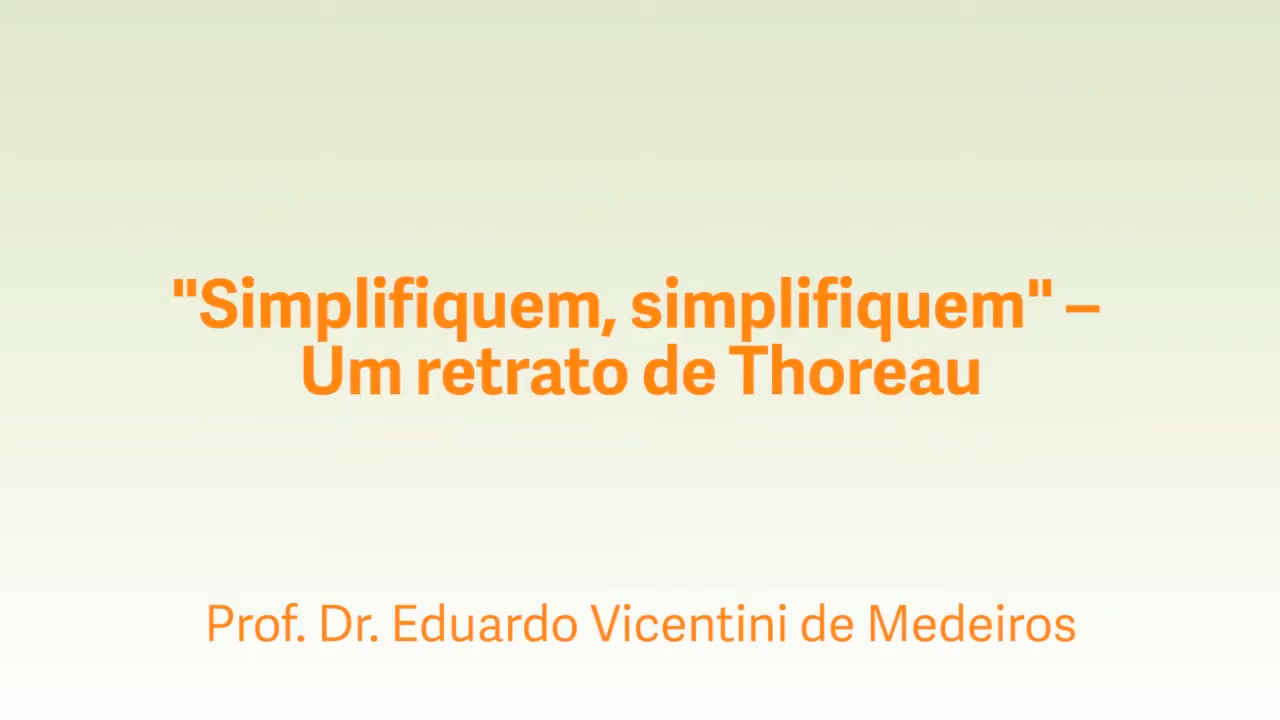 "Simplifiquem, simplifiquem" –
Um retrato de Thoreau
Prof. Dr. Eduardo Vicentini de Medeiros